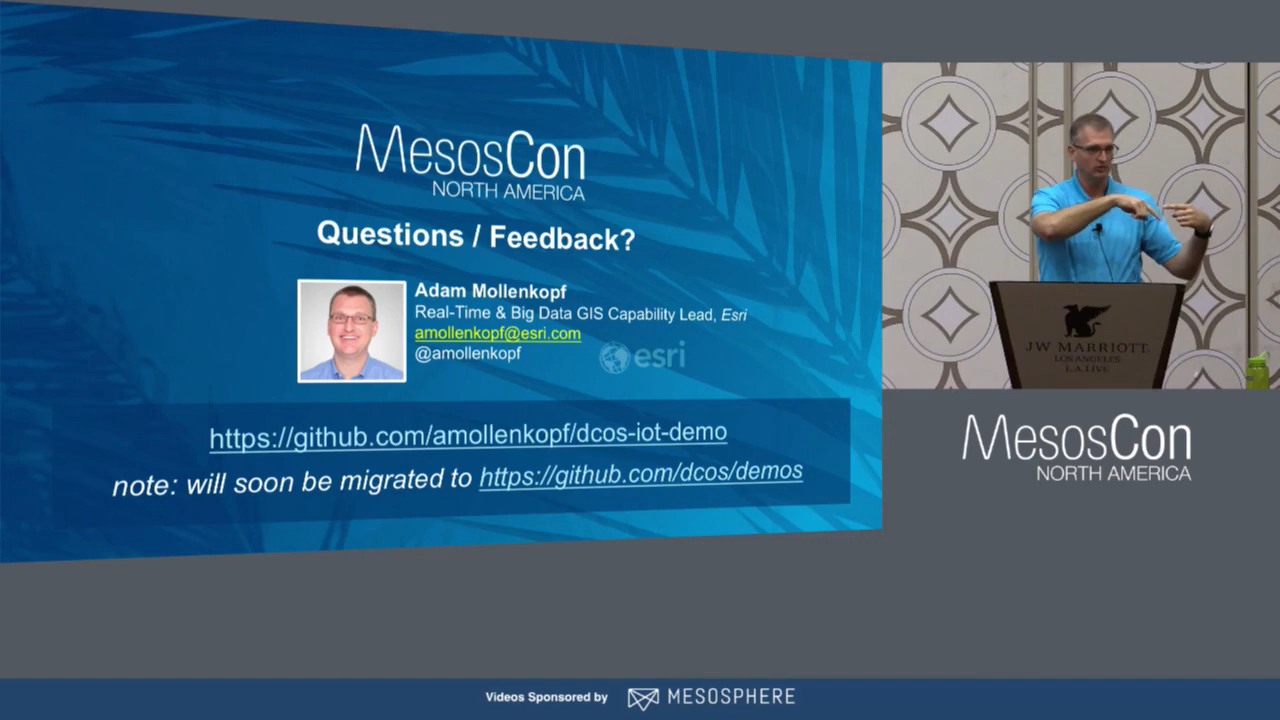 MesosCon
NORTH AMERICA
Questions / Feedback?
Adam Mollenkopf
Real-Time & Big Data GIS Capability Lead, Esri
amollenkopf@esri.com
@amollenkopf
esri
https://github.com/amollenkopf/dcos-iot-demo
note: will soon be migrated to https://github.com/dcos/demos
JW MARRIOTT
LOS ANGELES
L.A. LIVE
MesosCon
NORTH AMERICA
Videos Sponsored by MESOSPHERE